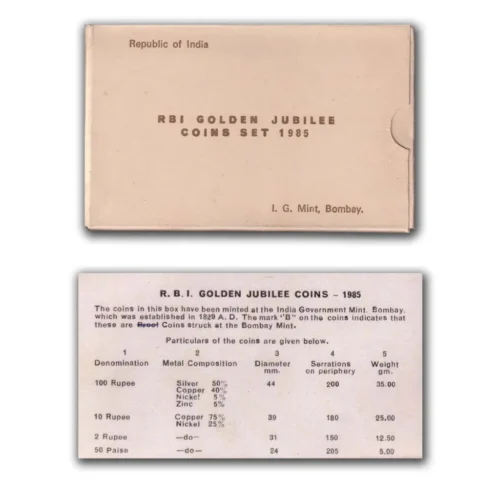 Republic of India
RBI GOLDEN JUBILEE
COINS SET 1985
I. G. Mint, Bombay.
R. B. I. GOLDEN JUBILEE COINS – 1985
The coins in this box have been minted at the India Government Mint, Bombay,
which was established in 1829 A. D. The mark "B" on the coins indicates that
these are Proof Coins struck at the Bombay Mint.
Particulars of the coins are given below.
1 2 3 4 5
Denomination Metal Composition Diameter Serrations Weight
mm. on periphery gm.
100 Rupee Silver 50% 44 200 35.00
Copper 40%
Nickel 5%
Zinc 5%
10 Rupee Copper 75% 39 180 25.00
Nickel 25%
2 Rupee —do— 31 150 12.50
50 Paise —do— 24 205 5.00